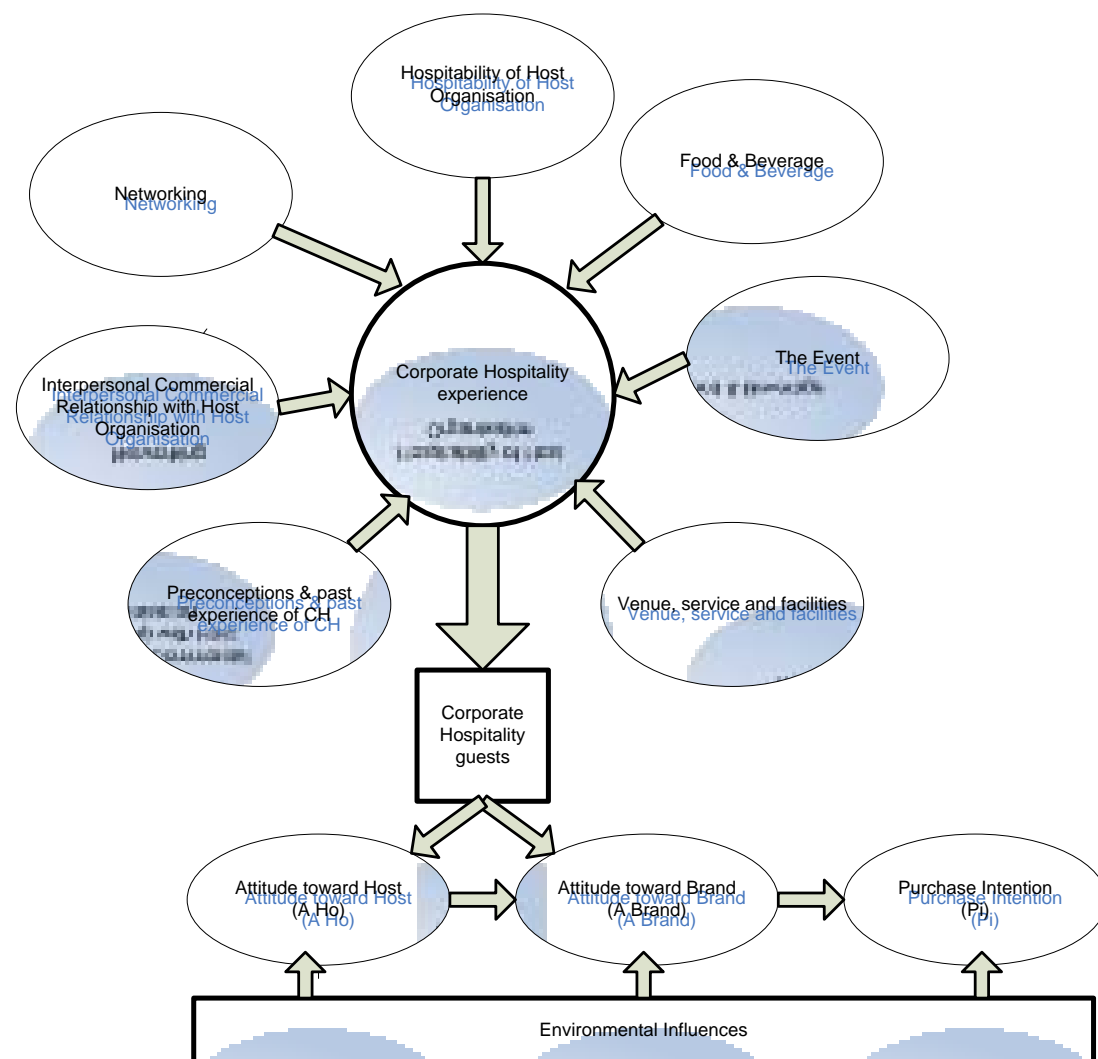 Hospitability of Host
Organisation
Food & Beverage
Networking
The Event
Corporate Hospitality
experience
Interpersonal Commercial
Relationship with Host
Organisation
Preconceptions & past
experience of CH
Venue, service and facilities
Corporate
Hospitality
guests
Attitude toward Host
(A Ho)
Attitude toward Brand
(A Brand)
Purchase Intention
(Pi)
Environmental Influences